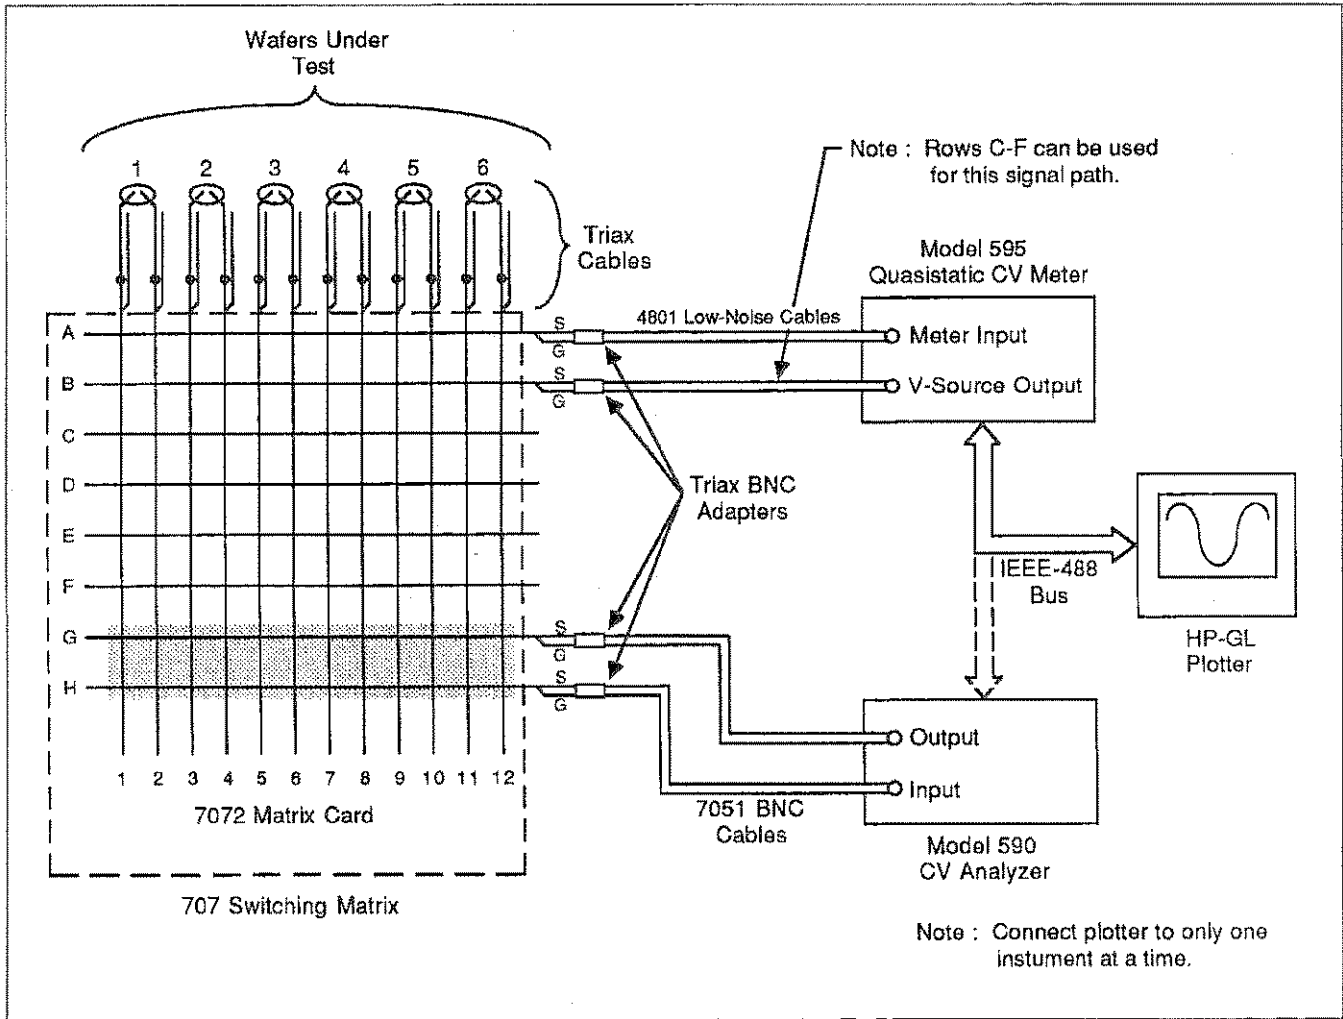 Wafers Under
Test
1 2 3 4 5 6
Triax
Cables
Note : Rows C-F can be used
for this signal path.
Model 595
Quasistatic CV Meter
4801 Low-Noise Cables
Meter Input
V-Source Output
A
B
C
D
E
F
G
H
S
G
S
G
Triax BNC
Adapters
S
G
S
G
IEEE-488
Bus
HP-GL
Plotter
Output
Input
1 2 3 4 5 6 7 8 9 10 11 12
7072 Matrix Card
7051 BNC
Cables
Model 590
CV Analyzer
707 Switching Matrix
Note : Connect plotter to only one
instument at a time.